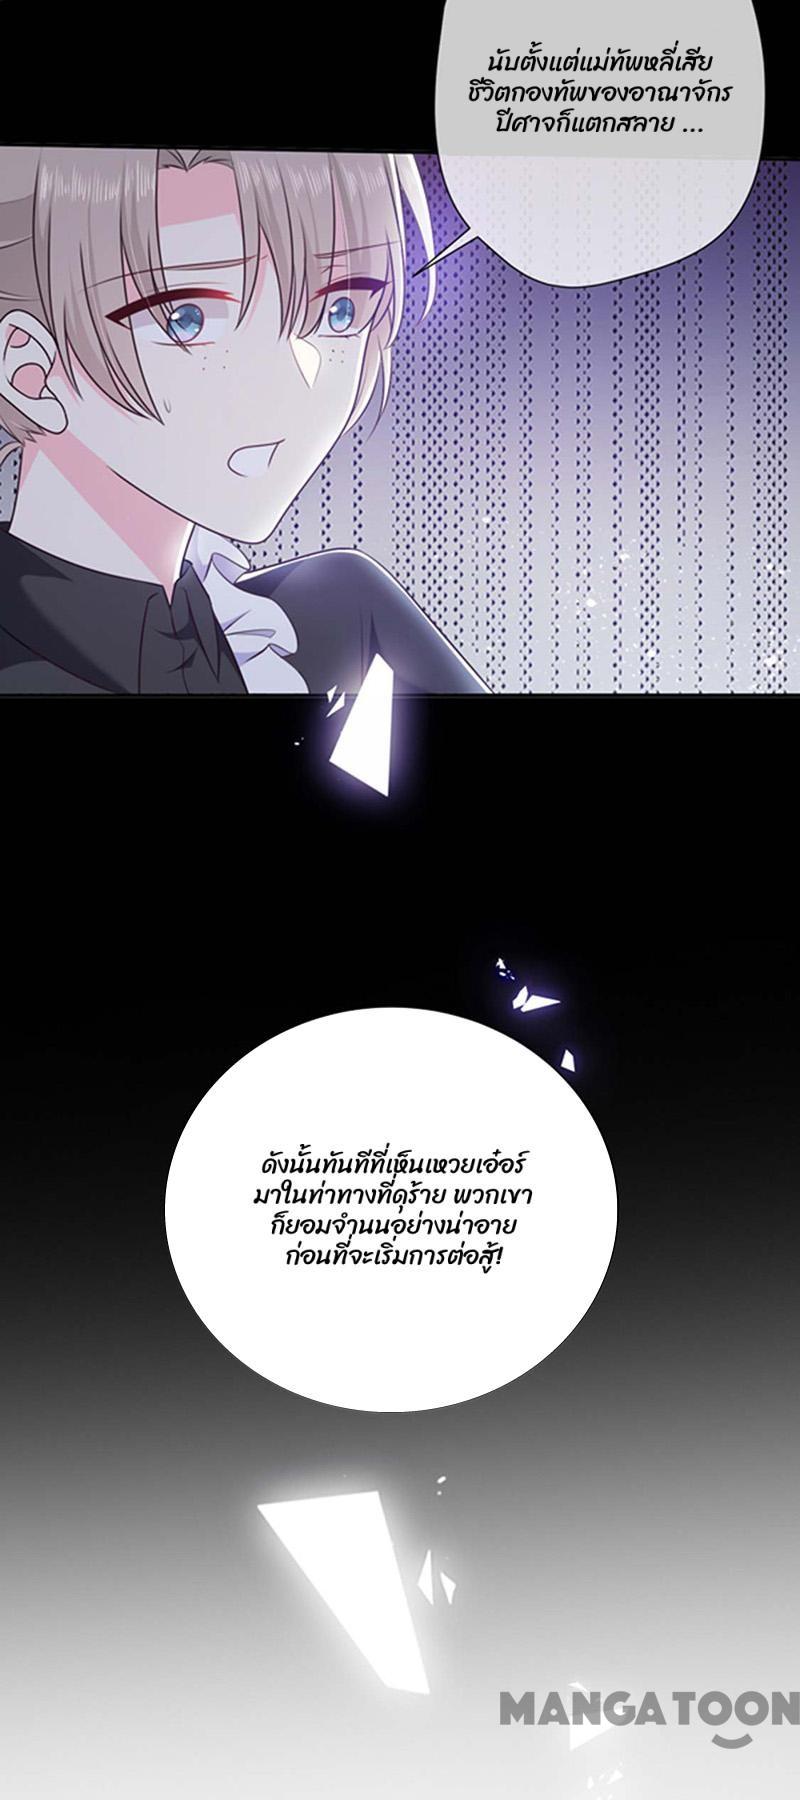 นับตั้งแต่แม่ทัพหลี่เสีย
ชีวิตกองทัพของอาณาจักร
ปีศาจก็แตกสลาย ...
ดังนั้นทันทีที่เห็นเหวยเอ๋อร์
มาในท่าทางที่ดุร้าย พวกเขา
ก็ยอมจำนนอย่างน่าอาย
ก่อนที่จะเริ่มการต่อสู้!
MANGATOON